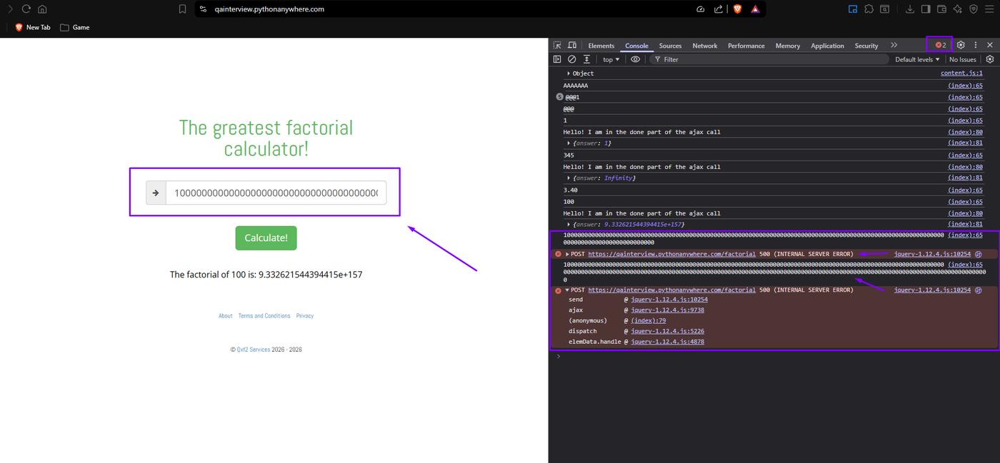 qainterview.pythonanywhere.com
New Tab Game
The greatest factorial
calculator!
Calculate!
The factorial of 100 is: 9.332621544394415e+157
About Terms and Conditions Privacy
© Qxf2 Services 2026 - 2026
Elements Console Sources Network Performance Memory Application Security 2
top Filter Default levels No Issues
Object content.js:1
AAAAAAA (index):65
5 @@@1 (index):65
@@@ (index):65
1 (index):65
Hello! I am in the done part of the ajax call (index):80
{answer: 1} (index):81
345 (index):65
Hello! I am in the done part of the ajax call (index):80
{answer: Infinity} (index):81
3.40 (index):65
100 (index):65
Hello! I am in the done part of the ajax call (index):80
{answer: 9.332621544394415e+157} (index):81
(index):65
POST https://qainterview.pythonanywhere.com/factorial 500 (INTERNAL SERVER ERROR) jquery-1.12.4.js:10254
(index):65
0
POST https://qainterview.pythonanywhere.com/factorial 500 (INTERNAL SERVER ERROR) jquery-1.12.4.js:10254
send @ jquery-1.12.4.js:10254
ajax @ jquery-1.12.4.js:9738
(anonymous) @ (index):79
dispatch @ jquery-1.12.4.js:5226
elemData.handle @ jquery-1.12.4.js:4878